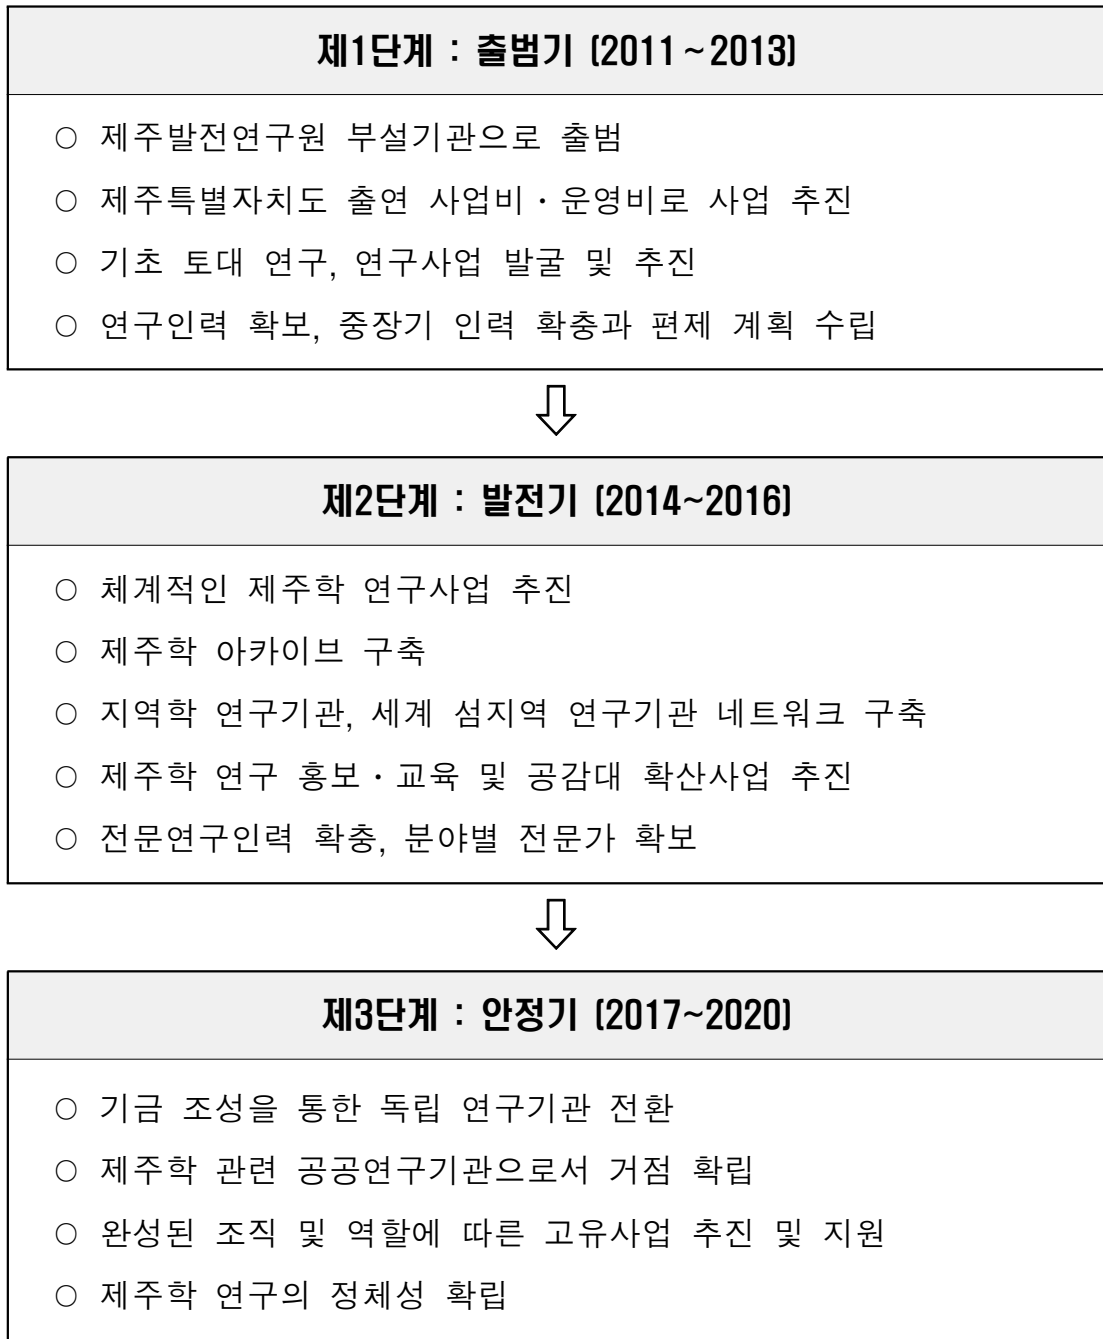 제1단계 : 출범기 (2011~2013)
○ 제주발전연구원 부설기관으로 출범
○ 제주특별자치도 출연 사업비·운영비로 사업 추진
○ 기초 토대 연구, 연구사업 발굴 및 추진
○ 연구인력 확보, 중장기 인력 확충과 편제 계획 수립
제2단계 : 발전기 (2014~2016)
○ 체계적인 제주학 연구사업 추진
○ 제주학 아카이브 구축
○ 지역학 연구기관, 세계 섬지역 연구기관 네트워크 구축
○ 제주학 연구 홍보·교육 및 공감대 확산사업 추진
○ 전문연구인력 확충, 분야별 전문가 확보
제3단계 : 안정기 (2017~2020)
○ 기금 조성을 통한 독립 연구기관 전환
○ 제주학 관련 공공연구기관으로서 거점 확립
○ 완성된 조직 및 역할에 따른 고유사업 추진 및 지원
○ 제주학 연구의 정체성 확립